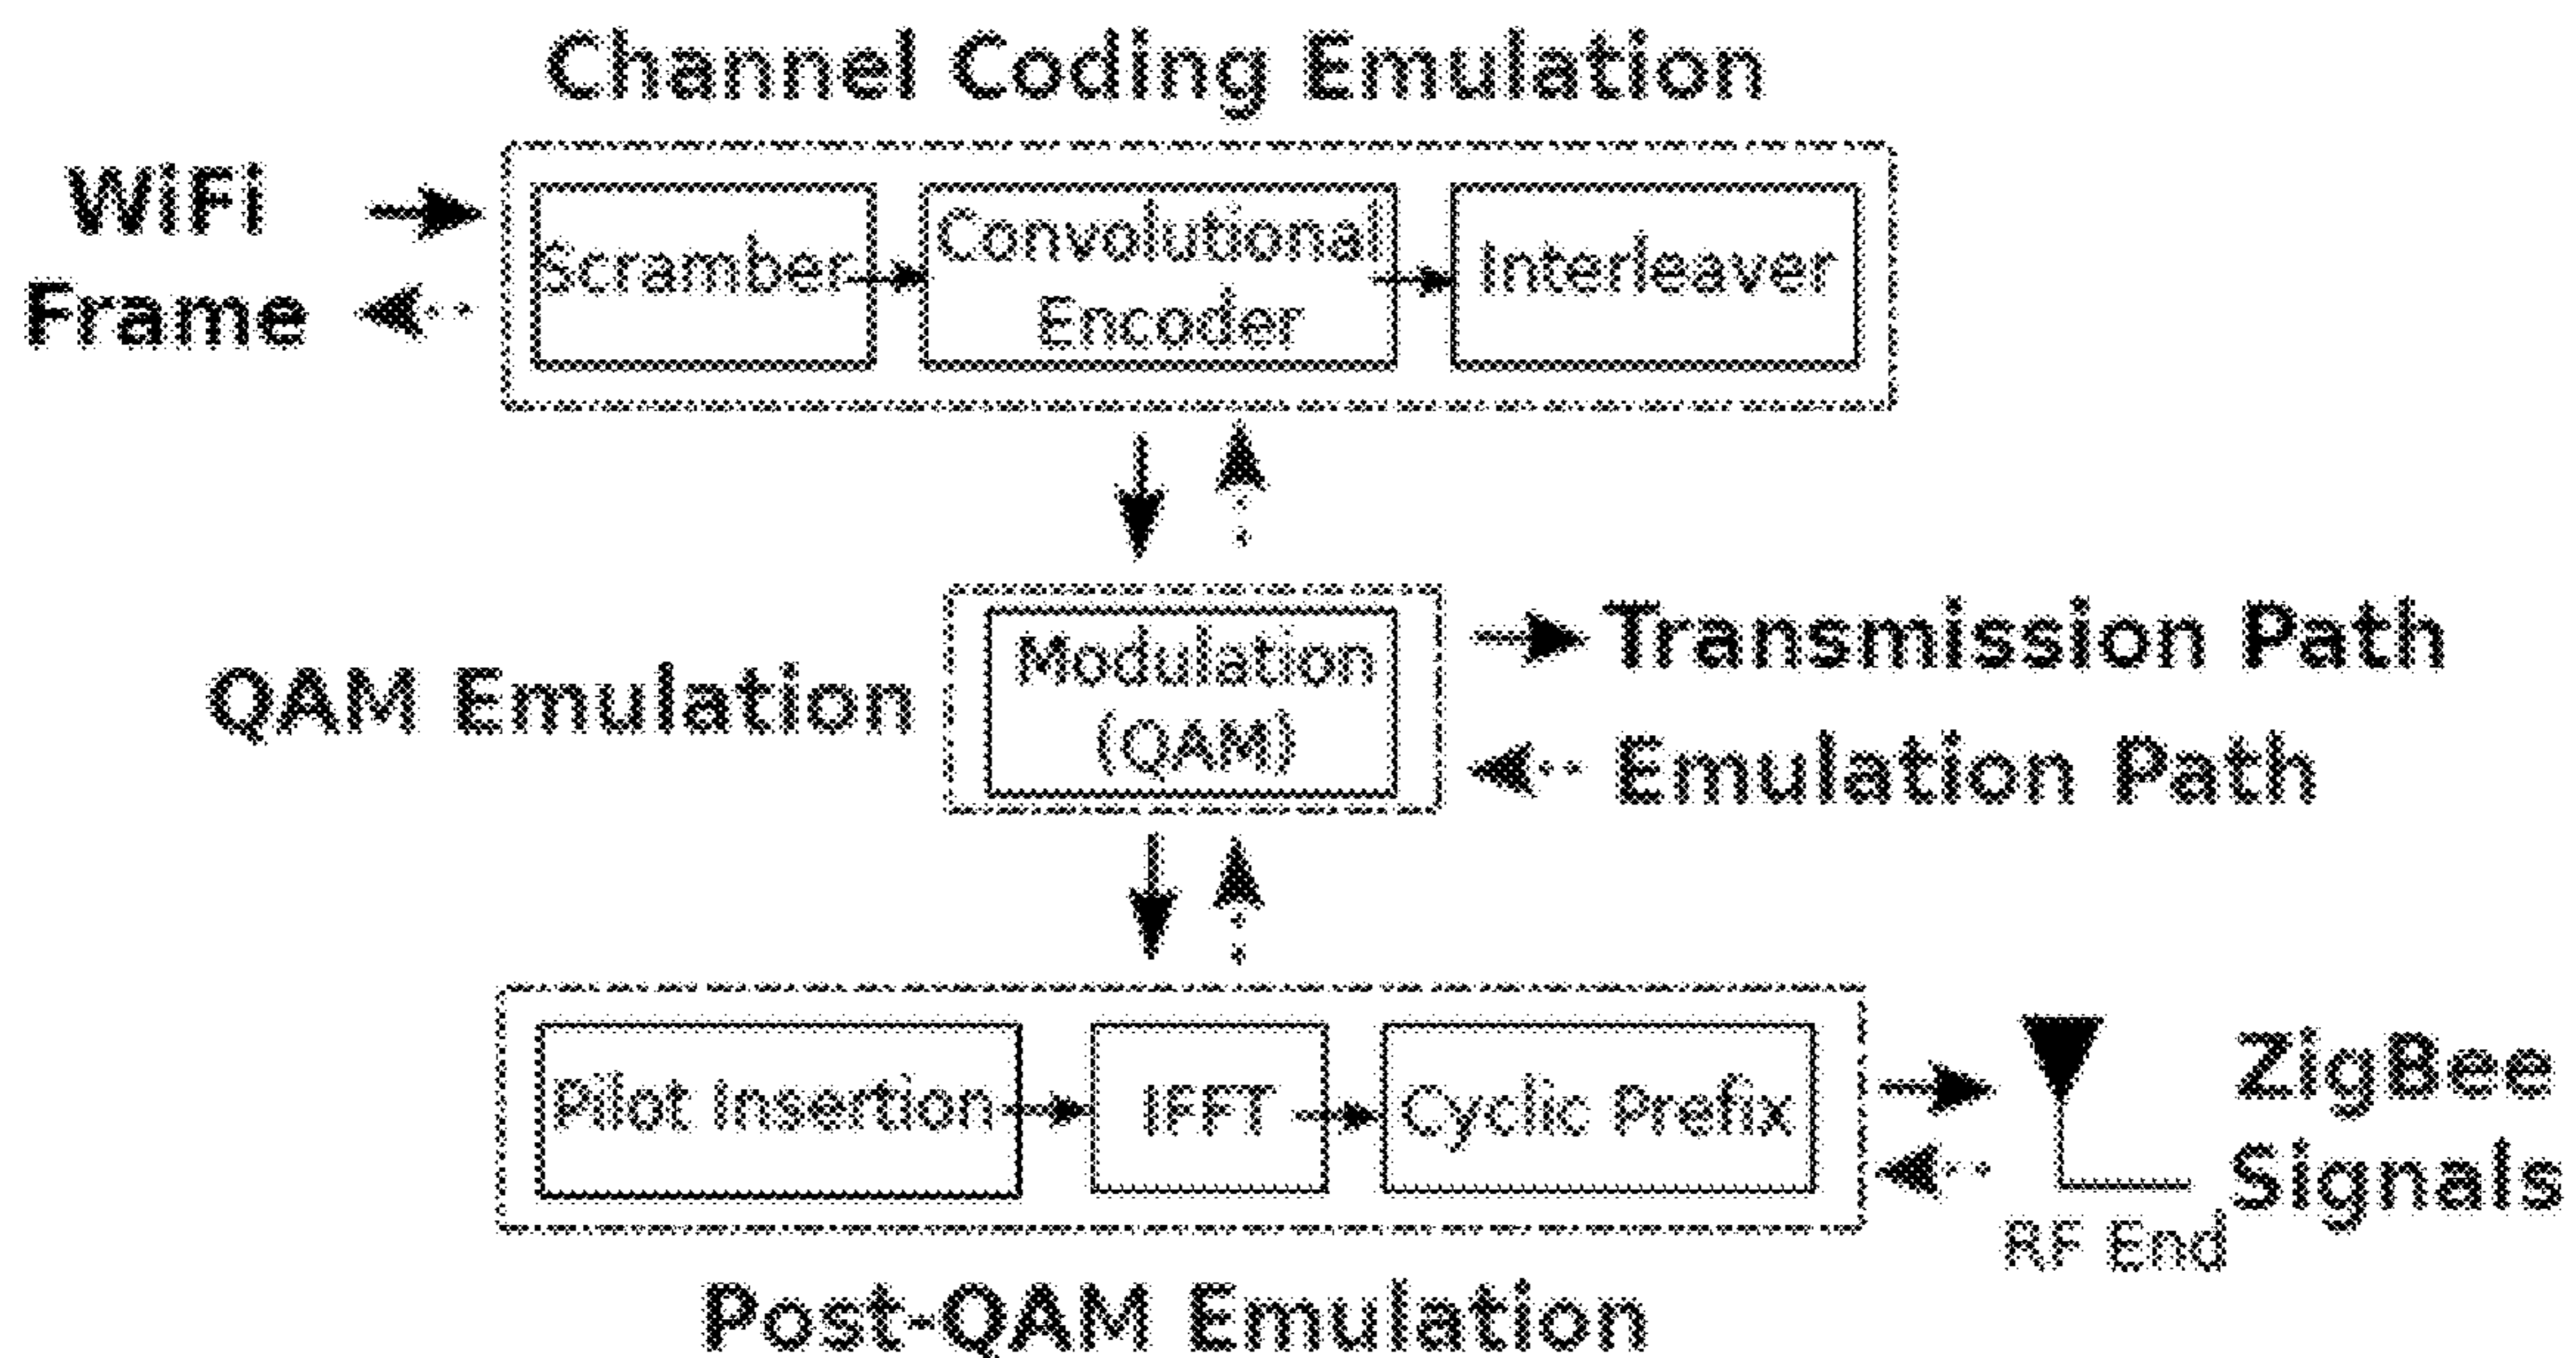 Channel Coding Emulation
WiFi
Frame
Scramber
Convolutional
Encoder
Interleaver
QAM Emulation
Modulation
(QAM)
Transmission Path
Emulation Path
Pilot Insertion
IFFT
Cyclic Prefix
RF End
ZigBee
Signals
Post-QAM Emulation